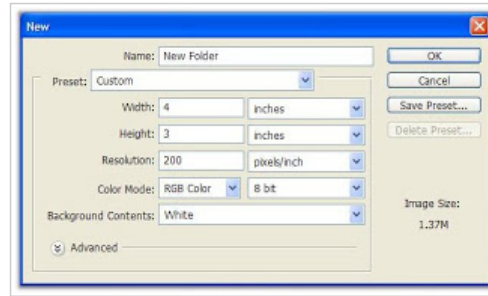 New
Name: New Folder
OK
Preset: Custom
Cancel
Width: 4 inches
Save Preset...
Height: 3 inches
Delete Preset...
Resolution: 200 pixels/inch
Color Mode: RGB Color 8 bit
Background Contents: White
Image Size:
1.37M
Advanced